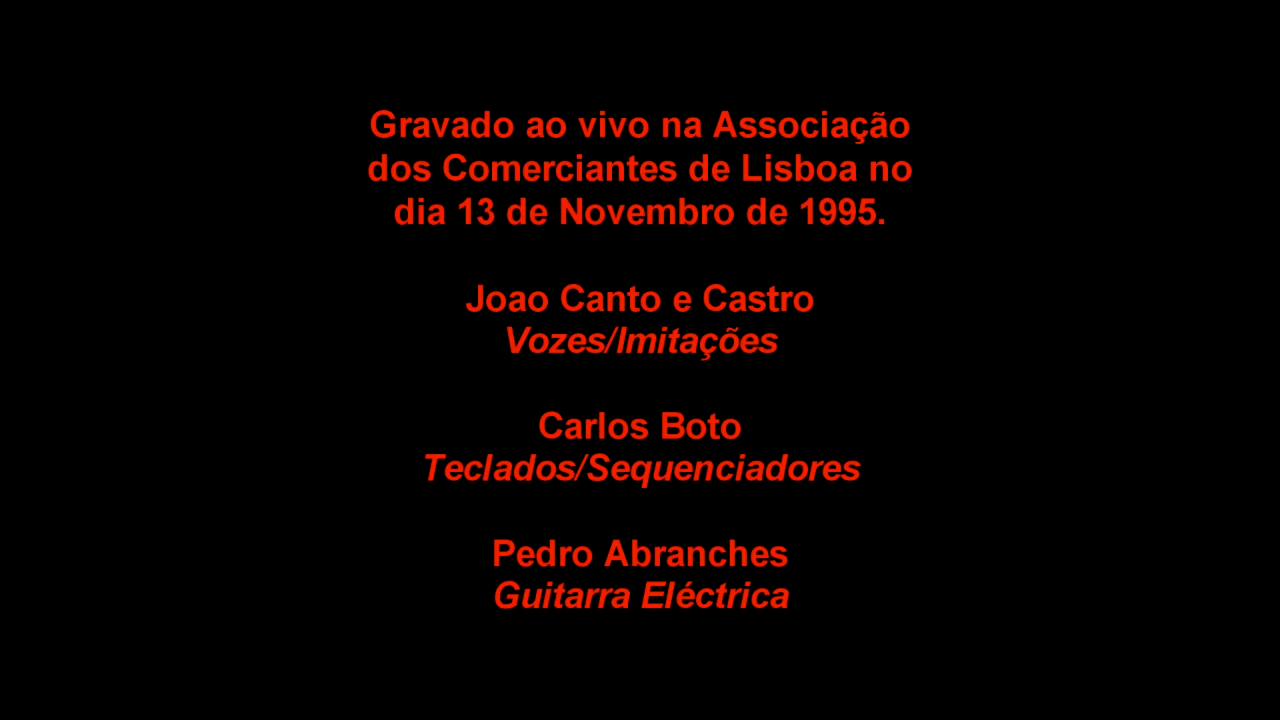 Gravado ao vivo na Associação
dos Comerciantes de Lisboa no
dia 13 de Novembro de 1995.
Joao Canto e Castro
Vozes/Imitações
Carlos Boto
Teclados/Sequenciadores
Pedro Abranches
Guitarra Eléctrica